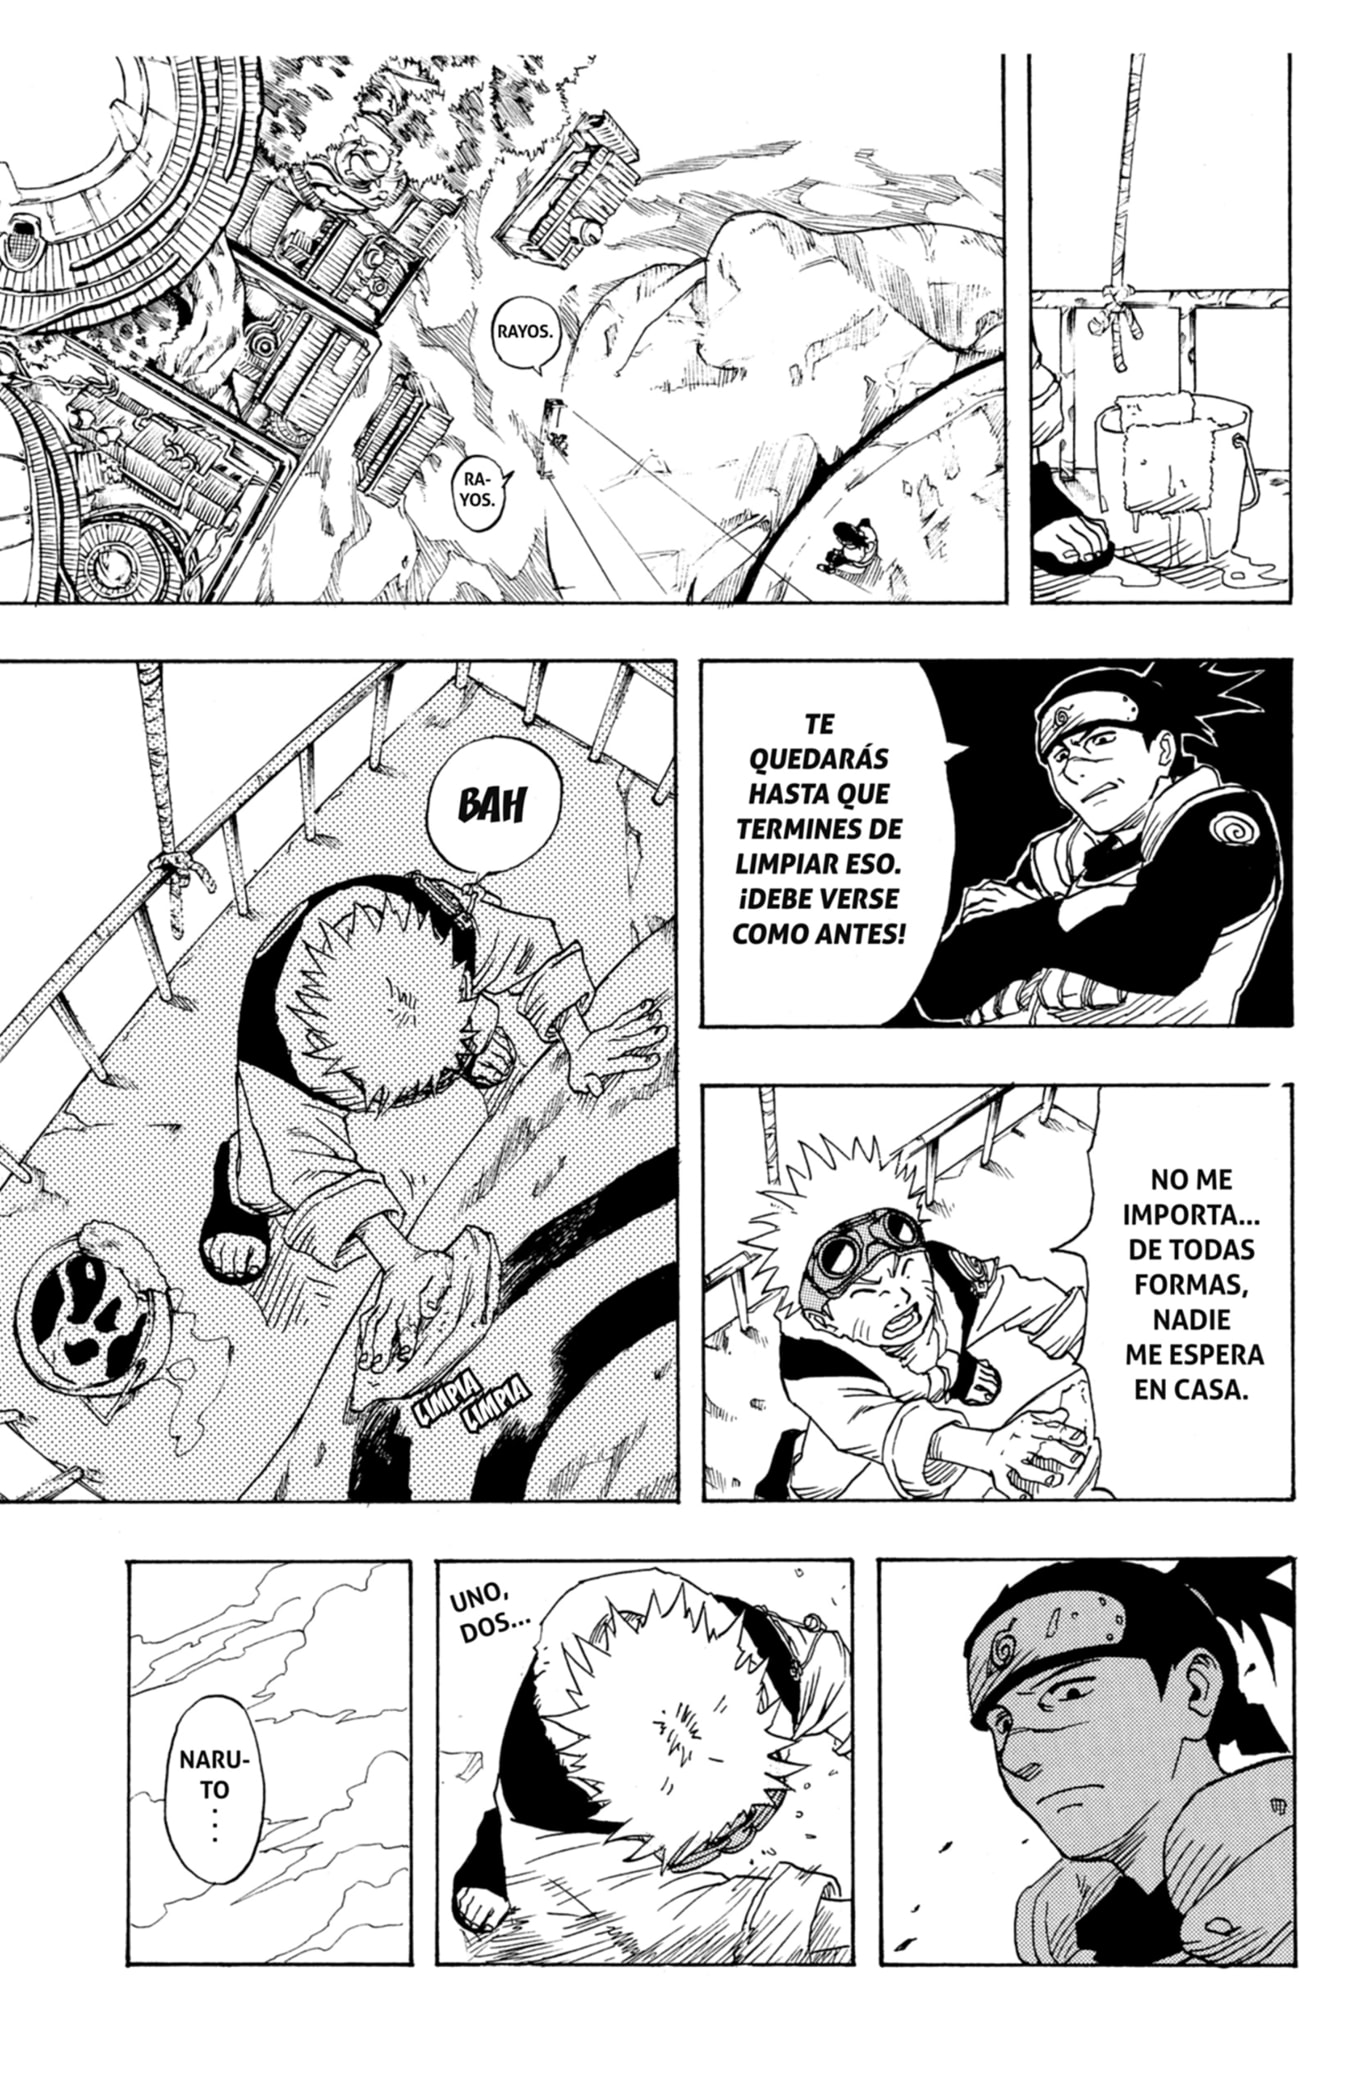 RAYOS.
RA-
YOS.
TE
QUEDARÁS
HASTA QUE
TERMINES DE
LIMPIAR ESO.
¡DEBE VERSE
COMO ANTES!
BAH
LIMPIA
LIMPIA
NO ME
IMPORTA...
DE TODAS
FORMAS,
NADIE
ME ESPERA
EN CASA.
UNO,
DOS...
NARU-
TO
.....